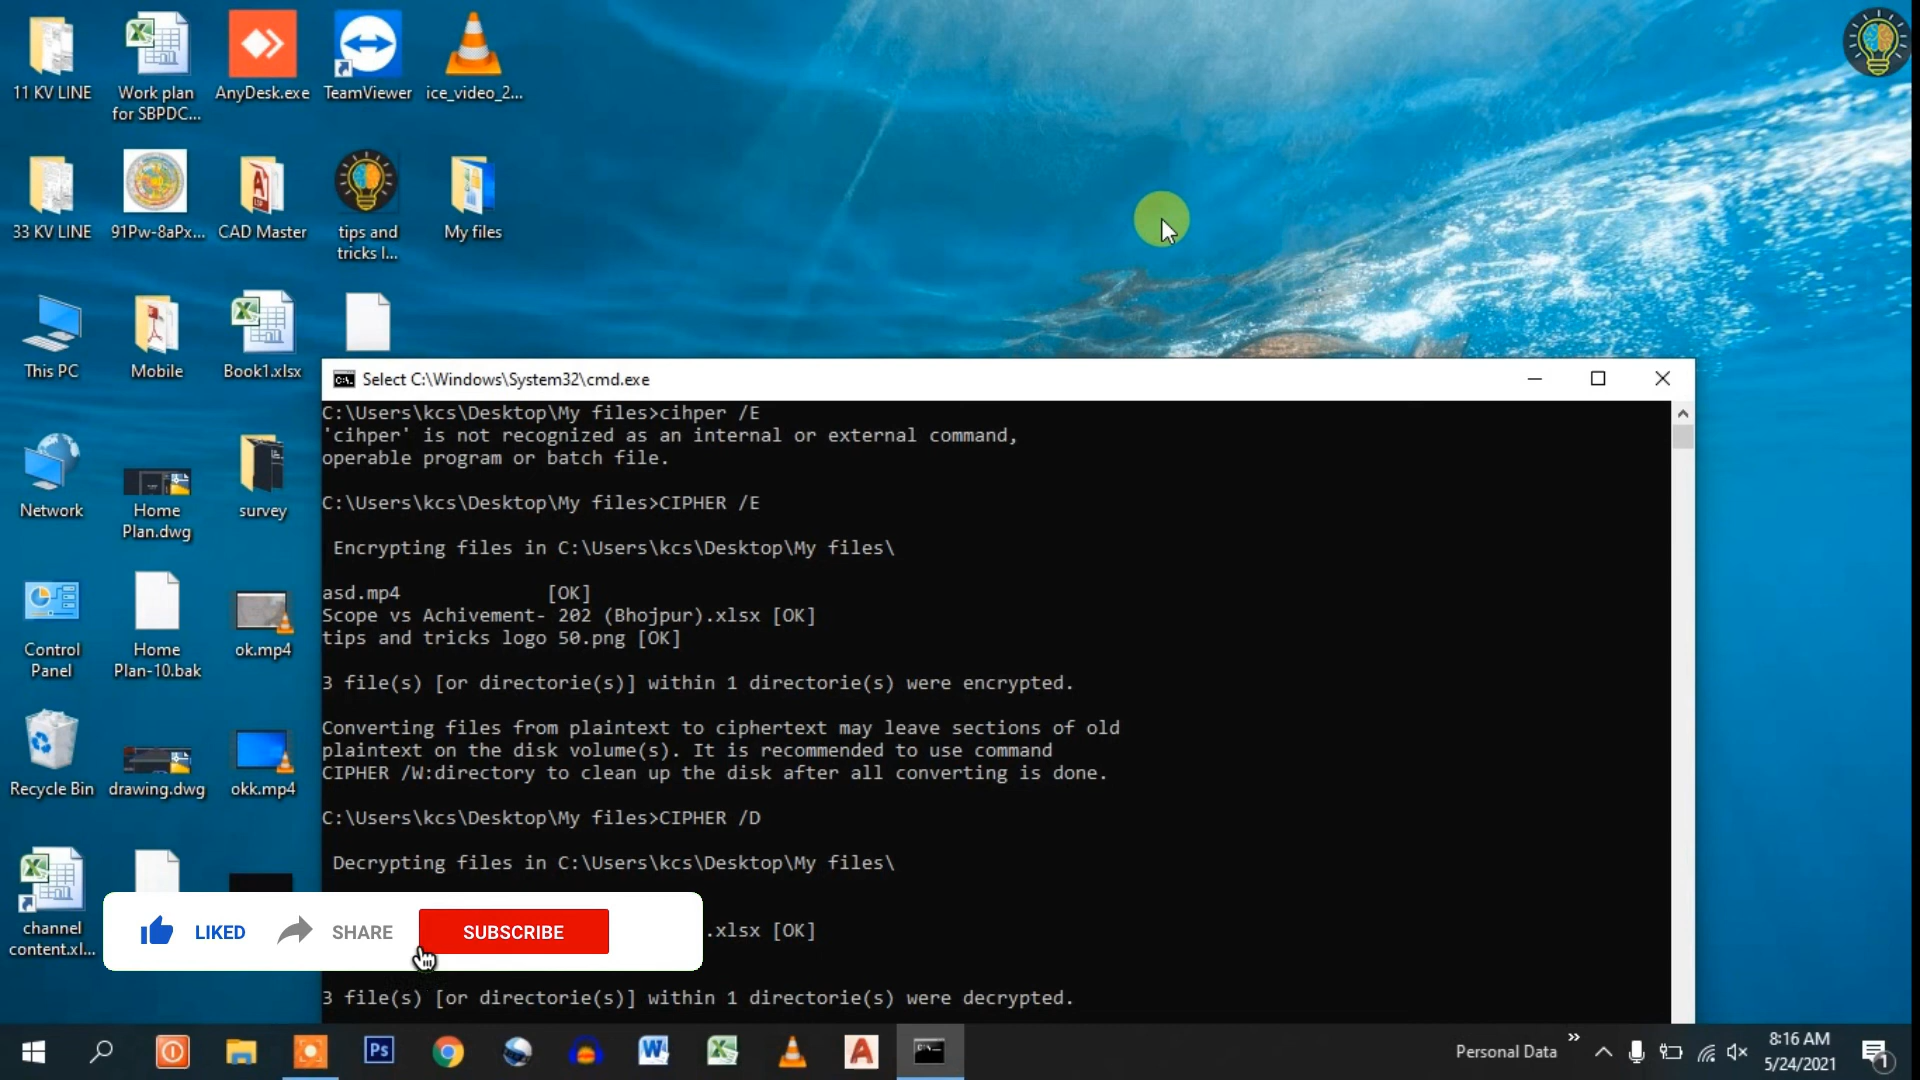 11 KV LINE
Work plan
for SBPDC...
AnyDesk.exe
TeamViewer
ice_video_2...
33 KV LINE
91Pw-8aPx...
CAD Master
tips and
tricks l...
My files
This PC
Mobile
Book1.xlsx
Network
Home
Plan.dwg
survey
Control
Panel
Home
Plan-10.bak
ok.mp4
Recycle Bin
drawing.dwg
okk.mp4
channel
content.xl...
Select C:\Windows\System32\cmd.exe
C:\Users\kcs\Desktop\My files>cihper /E
'cihper' is not recognized as an internal or external command,
operable program or batch file.
C:\Users\kcs\Desktop\My files>CIPHER /E
Encrypting files in C:\Users\kcs\Desktop\My files\
asd.mp4 [OK]
Scope vs Achivement- 202 (Bhojpur).xlsx [OK]
tips and tricks logo 50.png [OK]
3 file(s) [or directorie(s)] within 1 directorie(s) were encrypted.
Converting files from plaintext to ciphertext may leave sections of old
plaintext on the disk volume(s). It is recommended to use command
CIPHER /W:directory to clean up the disk after all converting is done.
C:\Users\kcs\Desktop\My files>CIPHER /D
Decrypting files in C:\Users\kcs\Desktop\My files\
.xlsx [OK]
3 file(s) [or directorie(s)] within 1 directorie(s) were decrypted.
LIKED
SHARE
SUBSCRIBE
Ps
Personal Data
8:16 AM
5/24/2021
1